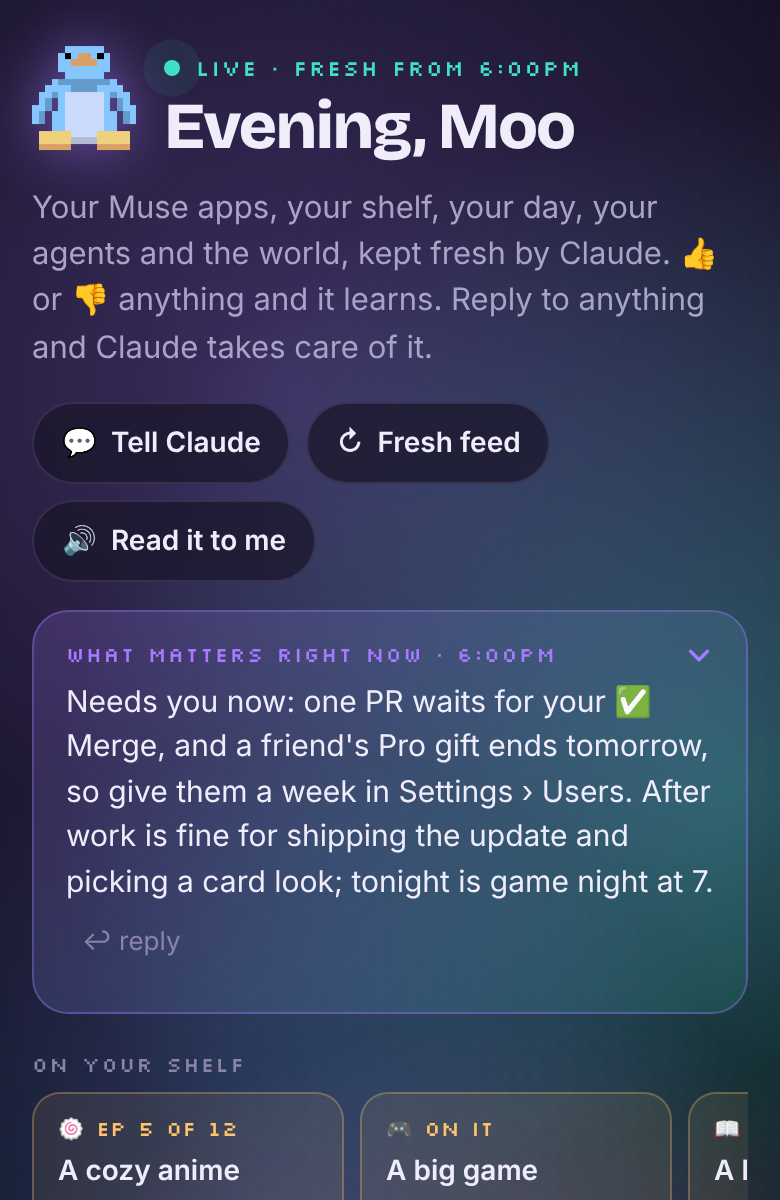 LIVE · FRESH FROM 6:00PM
Evening, Moo
Your Muse apps, your shelf, your day, your
agents and the world, kept fresh by Claude. 👍
or 👎 anything and it learns. Reply to anything
and Claude takes care of it.
💬 Tell Claude
↻ Fresh feed
🔊 Read it to me
WHAT MATTERS RIGHT NOW · 6:00PM
Needs you now: one PR waits for your ✅
Merge, and a friend's Pro gift ends tomorrow,
so give them a week in Settings › Users. After
work is fine for shipping the update and
picking a card look; tonight is game night at 7.
↩ reply
ON YOUR SHELF
🍥 EP 5 OF 12
A cozy anime
🎮 ON IT
A big game
📖
A